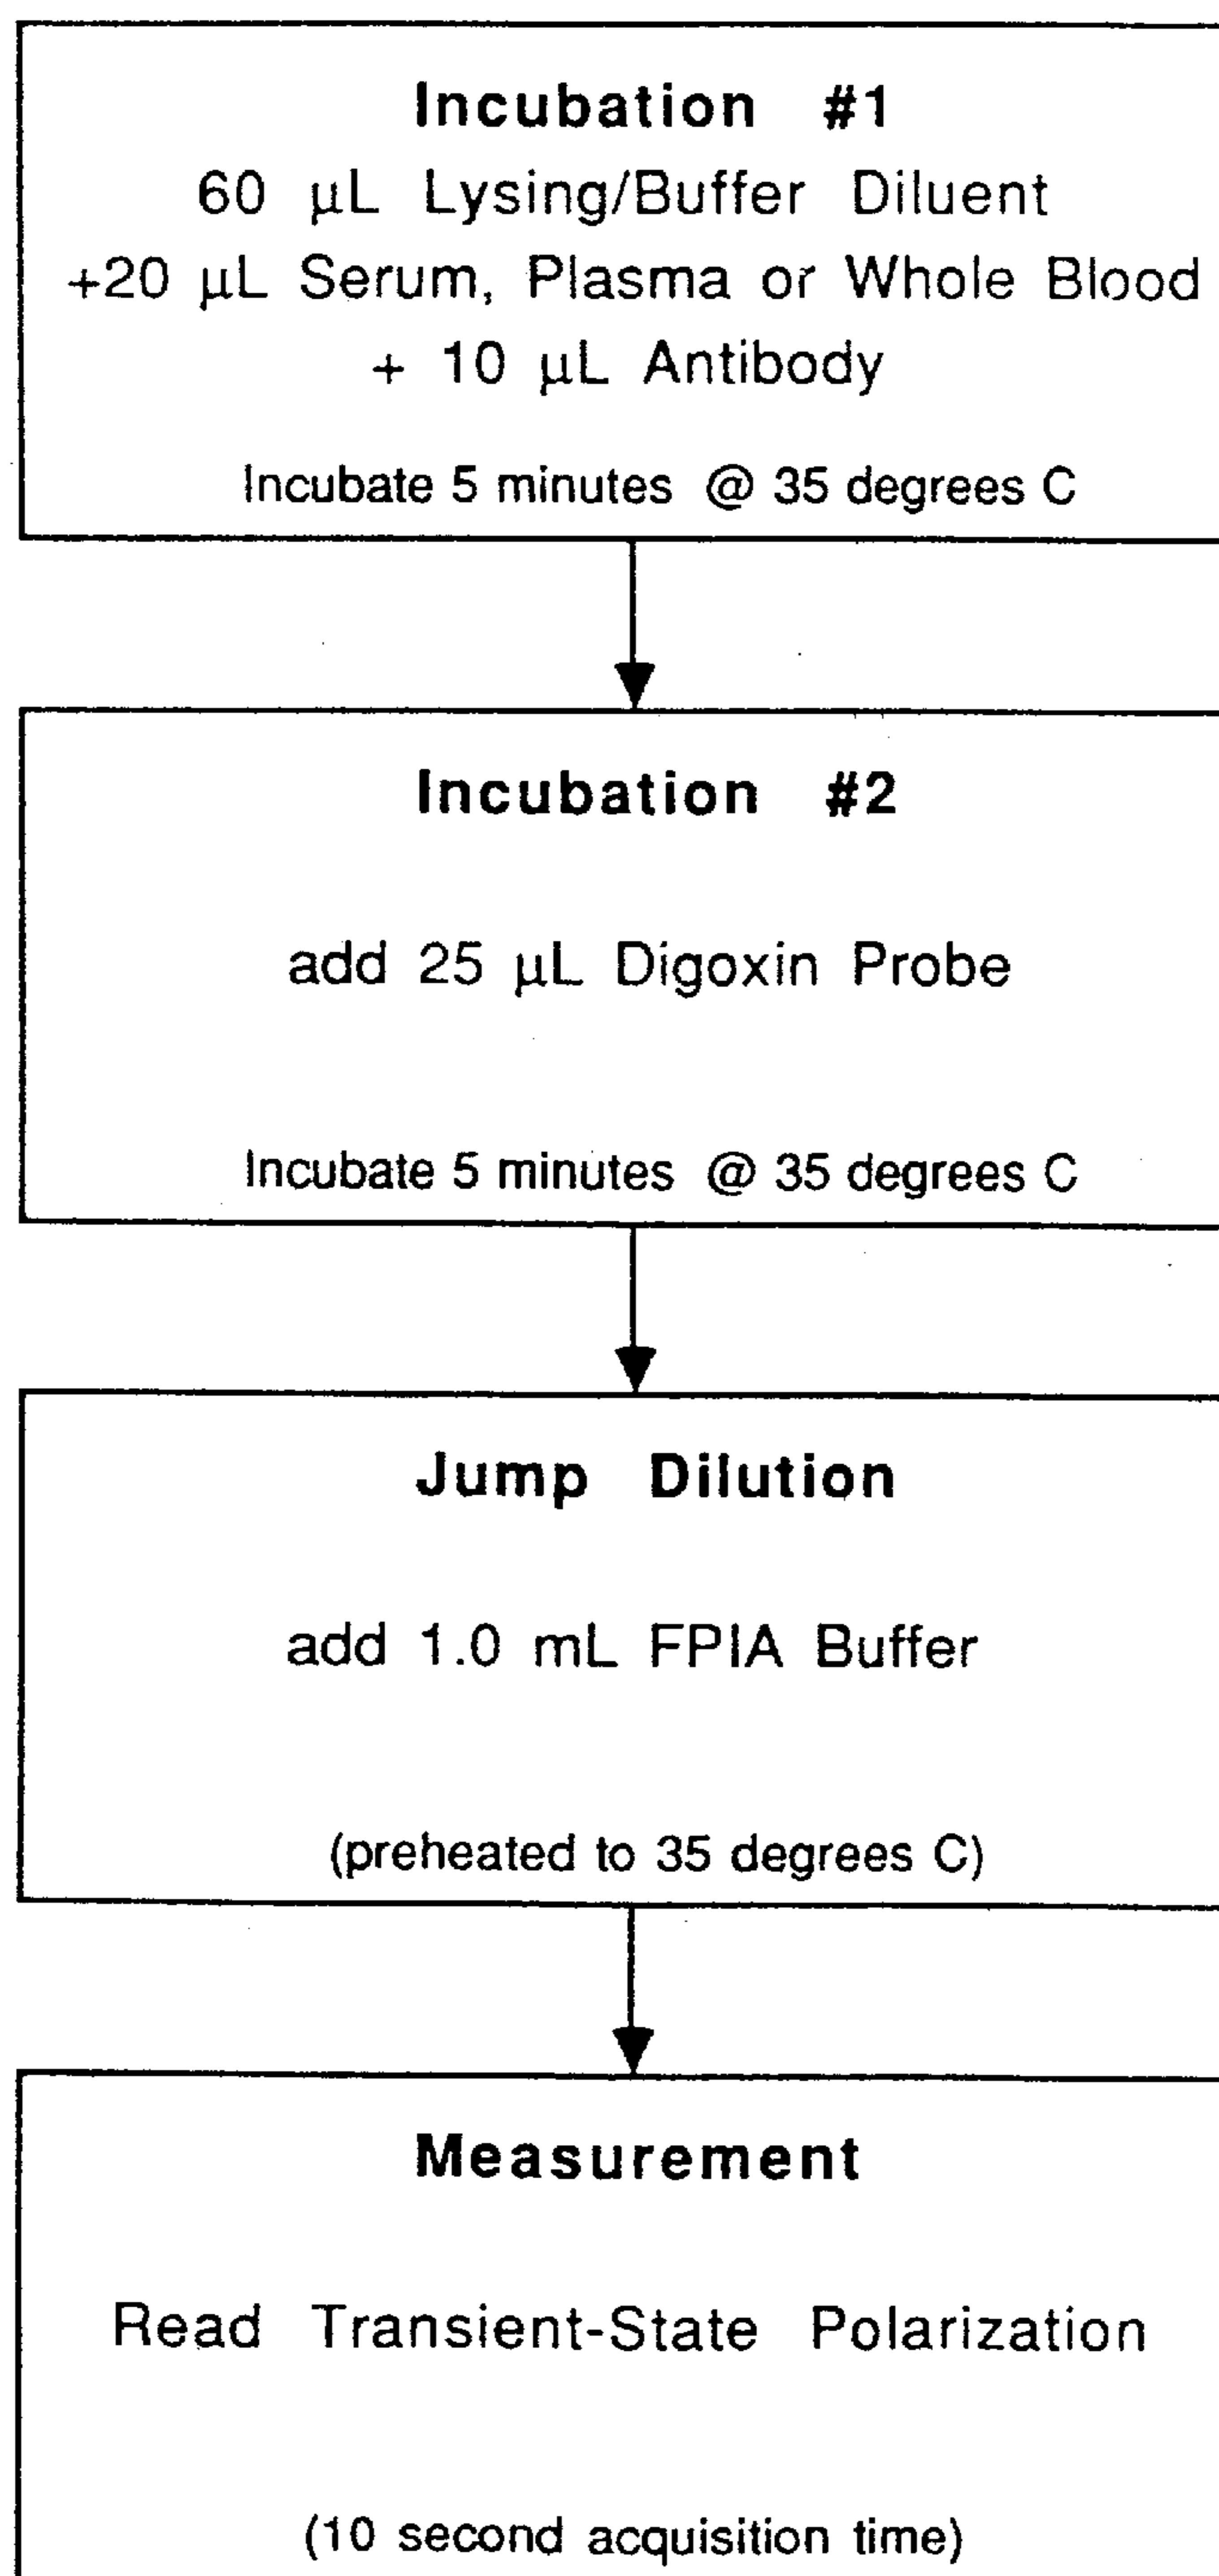 Incubation #1
60 µL Lysing/Buffer Diluent
+20 µL Serum, Plasma or Whole Blood
+ 10 µL Antibody
Incubate 5 minutes @ 35 degrees C
Incubation #2
add 25 µL Digoxin Probe
Incubate 5 minutes @ 35 degrees C
Jump Dilution
add 1.0 mL FPIA Buffer
(preheated to 35 degrees C)
Measurement
Read Transient-State Polarization
(10 second acquisition time)